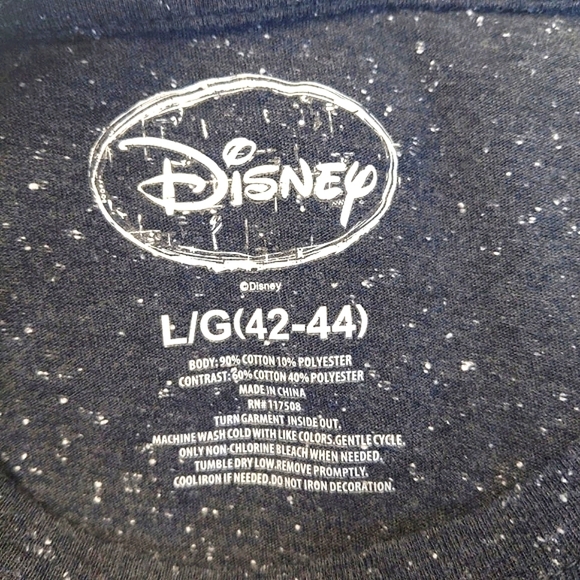 Disney
©Disney
L/G(42-44)
BODY: 90% COTTON 10% POLYESTER
CONTRAST: 60% COTTON 40% POLYESTER
MADE IN CHINA
RN# 117508
TURN GARMENT INSIDE OUT.
MACHINE WASH COLD WITH LIKE COLORS.GENTLE CYCLE.
ONLY NON-CHLORINE BLEACH WHEN NEEDED.
TUMBLE DRY LOW.REMOVE PROMPTLY.
COOL IRON IF NEEDED.DO NOT IRON DECORATION.